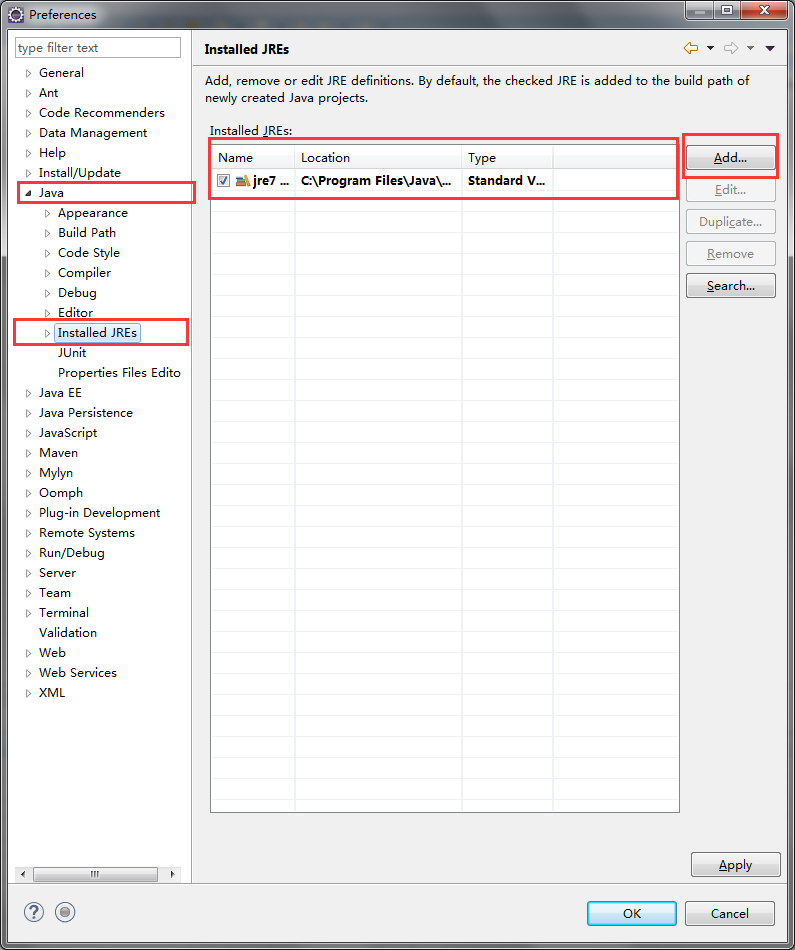 Preferences
type filter text
General
Ant
Code Recommenders
Data Management
Help
Install/Update
Java
Appearance
Build Path
Code Style
Compiler
Debug
Editor
Installed JREs
JUnit
Properties Files Edito
Java EE
Java Persistence
JavaScript
Maven
Mylyn
Oomph
Plug-in Development
Remote Systems
Run/Debug
Server
Team
Terminal
Validation
Web
Web Services
XML
Installed JREs
Add, remove or edit JRE definitions. By default, the checked JRE is added to the build path of
newly created Java projects.
Installed JREs:
Name Location Type
jre7 ... C:\Program Files\Java\... Standard V...
Add...
Edit...
Duplicate...
Remove
Search...
Apply
OK Cancel